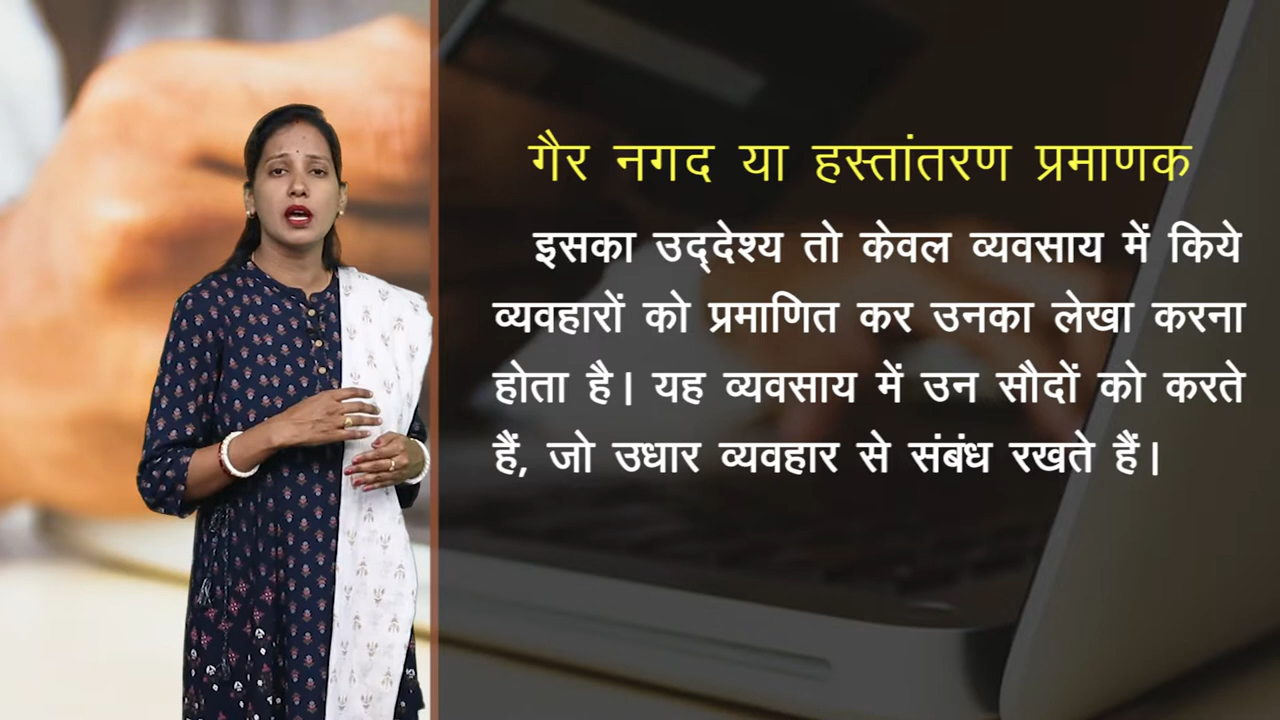 गैर नगद या हस्तांतरण प्रमाणक
इसका उद्देश्य तो केवल व्यवसाय में किये
व्यवहारों को प्रमाणित कर उनका लेखा करना
होता है। यह व्यवसाय में उन सौदों को करते
हैं, जो उधार व्यवहार से संबंध रखते हैं।